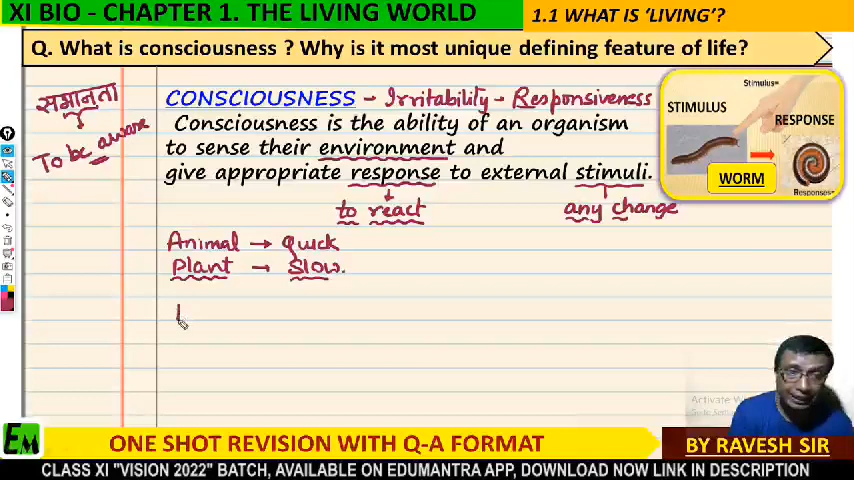 XI BIO - CHAPTER 1. THE LIVING WORLD
1.1 WHAT IS ‘LIVING’?
Q. What is consciousness ? Why is it most unique defining feature of life?
समानता
To be aware
CONSCIOUSNESS - Irritability - Responsiveness
Consciousness is the ability of an organism
to sense their environment and
give appropriate response to external stimuli.
to react
any change
Animal → Quick
Plant → Slow.
Stimulus=
STIMULUS
RESPONSE
WORM
Responses=
EM
ONE SHOT REVISION WITH Q-A FORMAT
BY RAVESH SIR
CLASS XI "VISION 2022" BATCH, AVAILABLE ON EDUMANTRA APP, DOWNLOAD NOW LINK IN DESCRIPTION